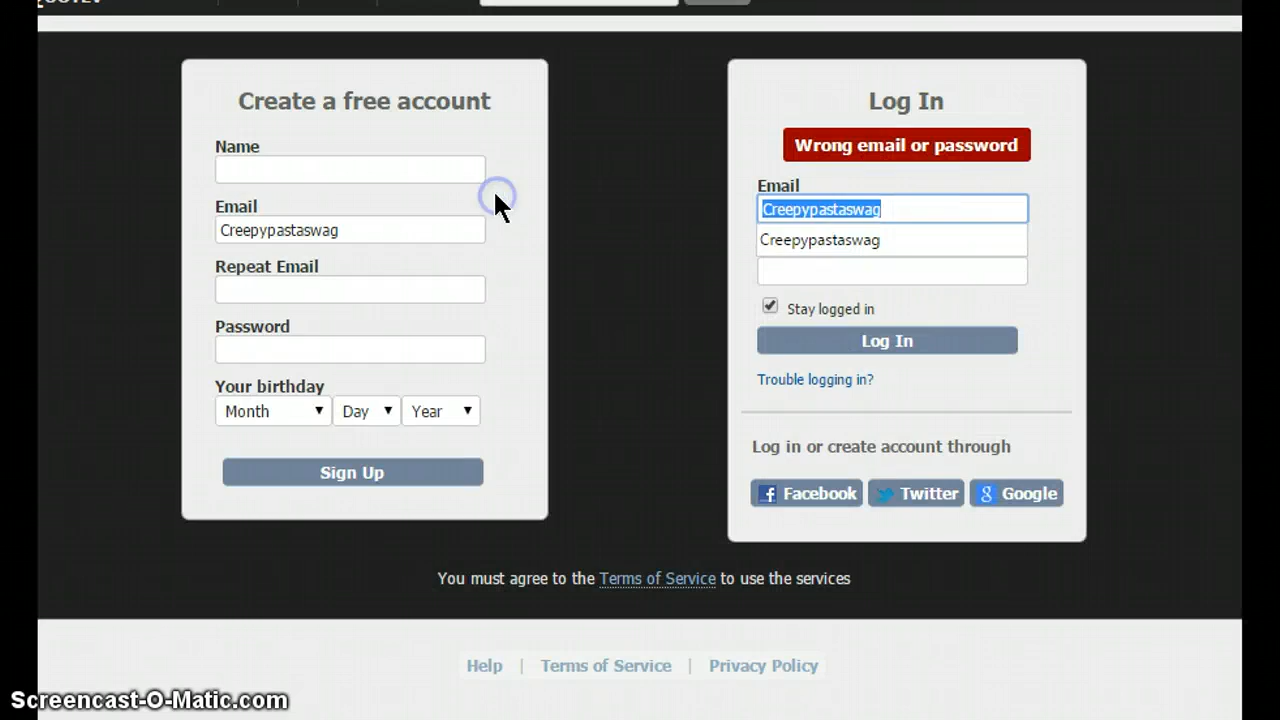 Create a free account
Name
Email
Creepypastaswag
Repeat Email
Password
Your birthday
Month
Day
Year
Sign Up
Log In
Wrong email or password
Email
Creepypastaswag
Creepypastaswag
Stay logged in
Log In
Trouble logging in?
Log in or create account through
Facebook
Twitter
Google
You must agree to the Terms of Service to use the services
Help | Terms of Service | Privacy Policy
Screencast-O-Matic.com